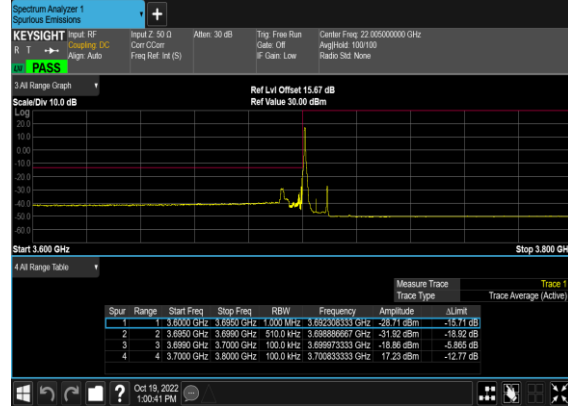 Spectrum Analyzer 1
Spurious Emissions
+
KEYSIGHT Input: RF Input Z: 50 Ω Atten: 30 dB Trig: Free Run Center Freq: 22.005000000 GHz
R T Coupling: DC Corr CCorr Gate: Off Avg|Hold: 100/100
Align: Auto Freq Ref: Int (S) IF Gain: Low Radio Std: None
LXI PASS
3 All Range Graph
Ref Lvl Offset 15.67 dB
Scale/Div 10.0 dB Ref Value 30.00 dBm
Log
20.0
10.0
0.00
-10.0
-20.0
-30.0
-40.0
-50.0
-60.0
Start 3.600 GHz Stop 3.800 GH
4 All Range Table
Measure Trace Trace 1
Trace Type Trace Average (Active)
Spur Range Start Freq Stop Freq RBW Frequency Amplitude ΔLimit
1 1 3.6000 GHz 3.6950 GHz 1.000 MHz 3.692308333 GHz -28.71 dBm -15.71 dB
2 2 3.6950 GHz 3.6990 GHz 510.0 kHz 3.698886667 GHz -31.92 dBm -18.92 dB
3 3 3.6990 GHz 3.7000 GHz 100.0 kHz 3.699973333 GHz -18.86 dBm -5.865 dB
4 4 3.7000 GHz 3.8000 GHz 100.0 kHz 3.700833333 GHz 17.23 dBm -12.77 dB
?
Oct 19, 2022
1:00:41 PM